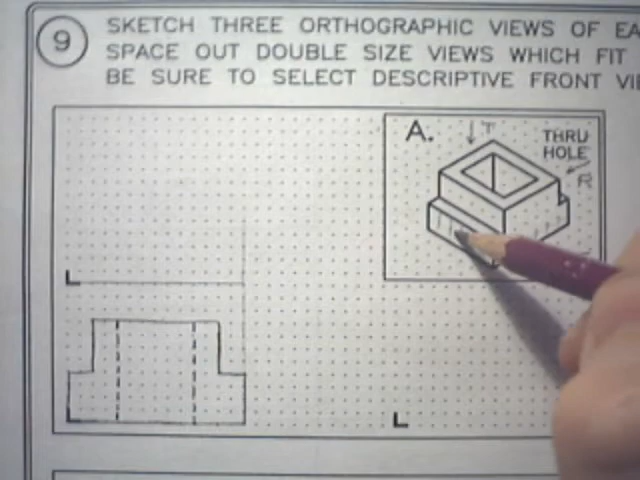 9 SKETCH THREE ORTHOGRAPHIC VIEWS OF EA
SPACE OUT DOUBLE SIZE VIEWS WHICH FIT
BE SURE TO SELECT DESCRIPTIVE FRONT VIE
A.
T
THRU
HOLE
R